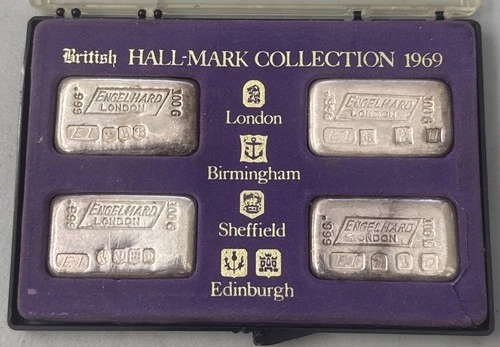 British HALL-MARK COLLECTION 1969
ENGELHARD
LONDON
.999
100G
E I
London
ENGELHARD
LONDON
.999
100G
E I
Birmingham
Sheffield
ENGELHARD
LONDON
.999
100G
E I
ENGELHARD
LONDON
.999
100G
E I
Edinburgh